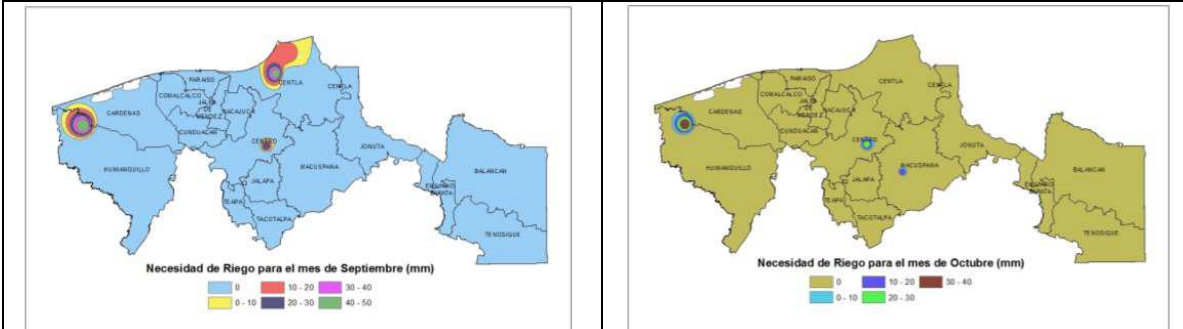 PARAISO
COMALCALCO
CENTLA
CENTLA
CARDENAS
JALPA
DE
MENDEZ
NACAJUCA
CUNDUACAN
CENTRO
JONUTA
HUIMANGUILLO
MACUSPANA
BALANCAN
JALAPA
EMILIANO
ZAPATA
TEAPA
TACOTALPA
TENOSIQUE
Necesidad de Riego para el mes de Septiembre (mm)
0
10 - 20
30 - 40
0 - 10
20 - 30
40 - 50
PARAISO
COMALCALCO
CENTLA
CENTLA
CARDENAS
JALPA
DE
MENDEZ
NACAJUCA
CUNDUACAN
CENTRO
JONUTA
HUIMANGUILLO
MACUSPANA
BALANCAN
JALAPA
EMILIANO
ZAPATA
TEAPA
TACOTALPA
TENOSIQUE
Necesidad de Riego para el mes de Octubre (mm)
0
10 - 20
30 - 40
0 - 10
20 - 30